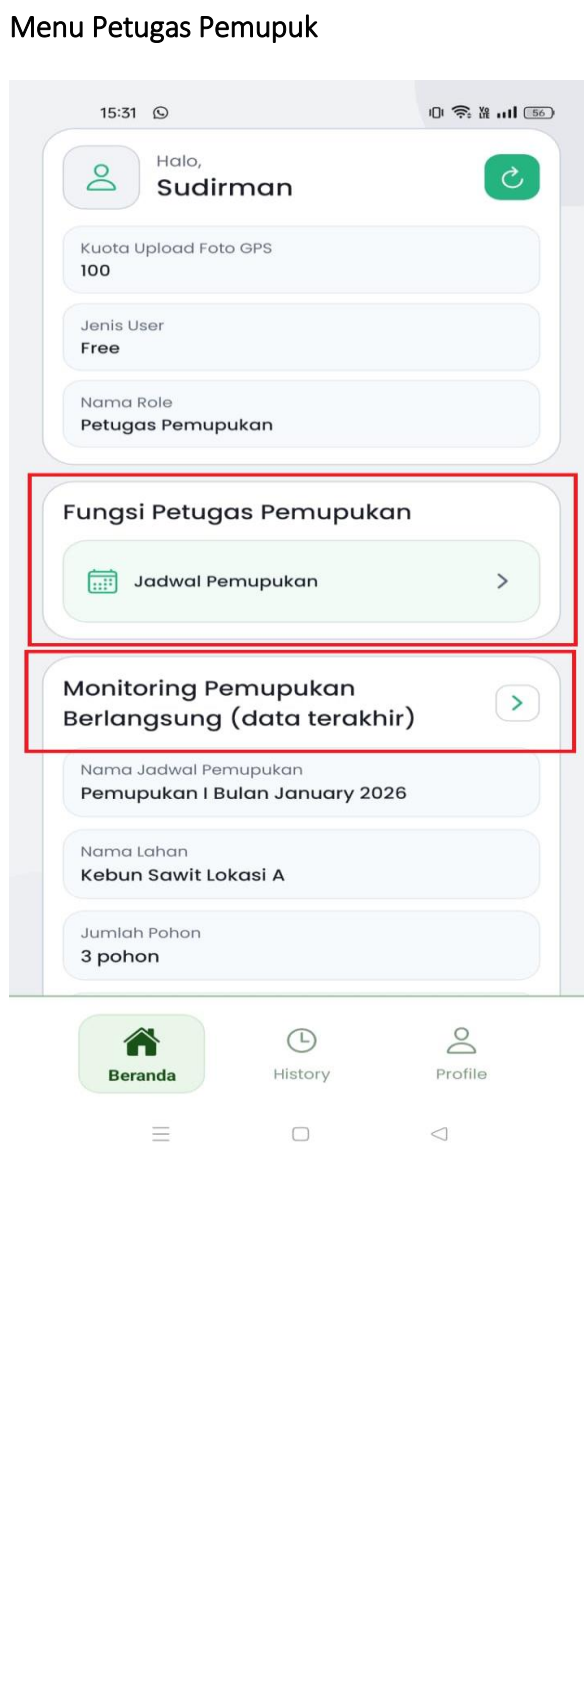 Menu Petugas Pemupuk
15:31
56
Halo,
Sudirman
Kuota Upload Foto GPS
100
Jenis User
Free
Nama Role
Petugas Pemupukan
Fungsi Petugas Pemupukan
Jadwal Pemupukan
Monitoring Pemupukan
Berlangsung (data terakhir)
Nama Jadwal Pemupukan
Pemupukan I Bulan January 2026
Nama Lahan
Kebun Sawit Lokasi A
Jumlah Pohon
3 pohon
Beranda
History
Profile